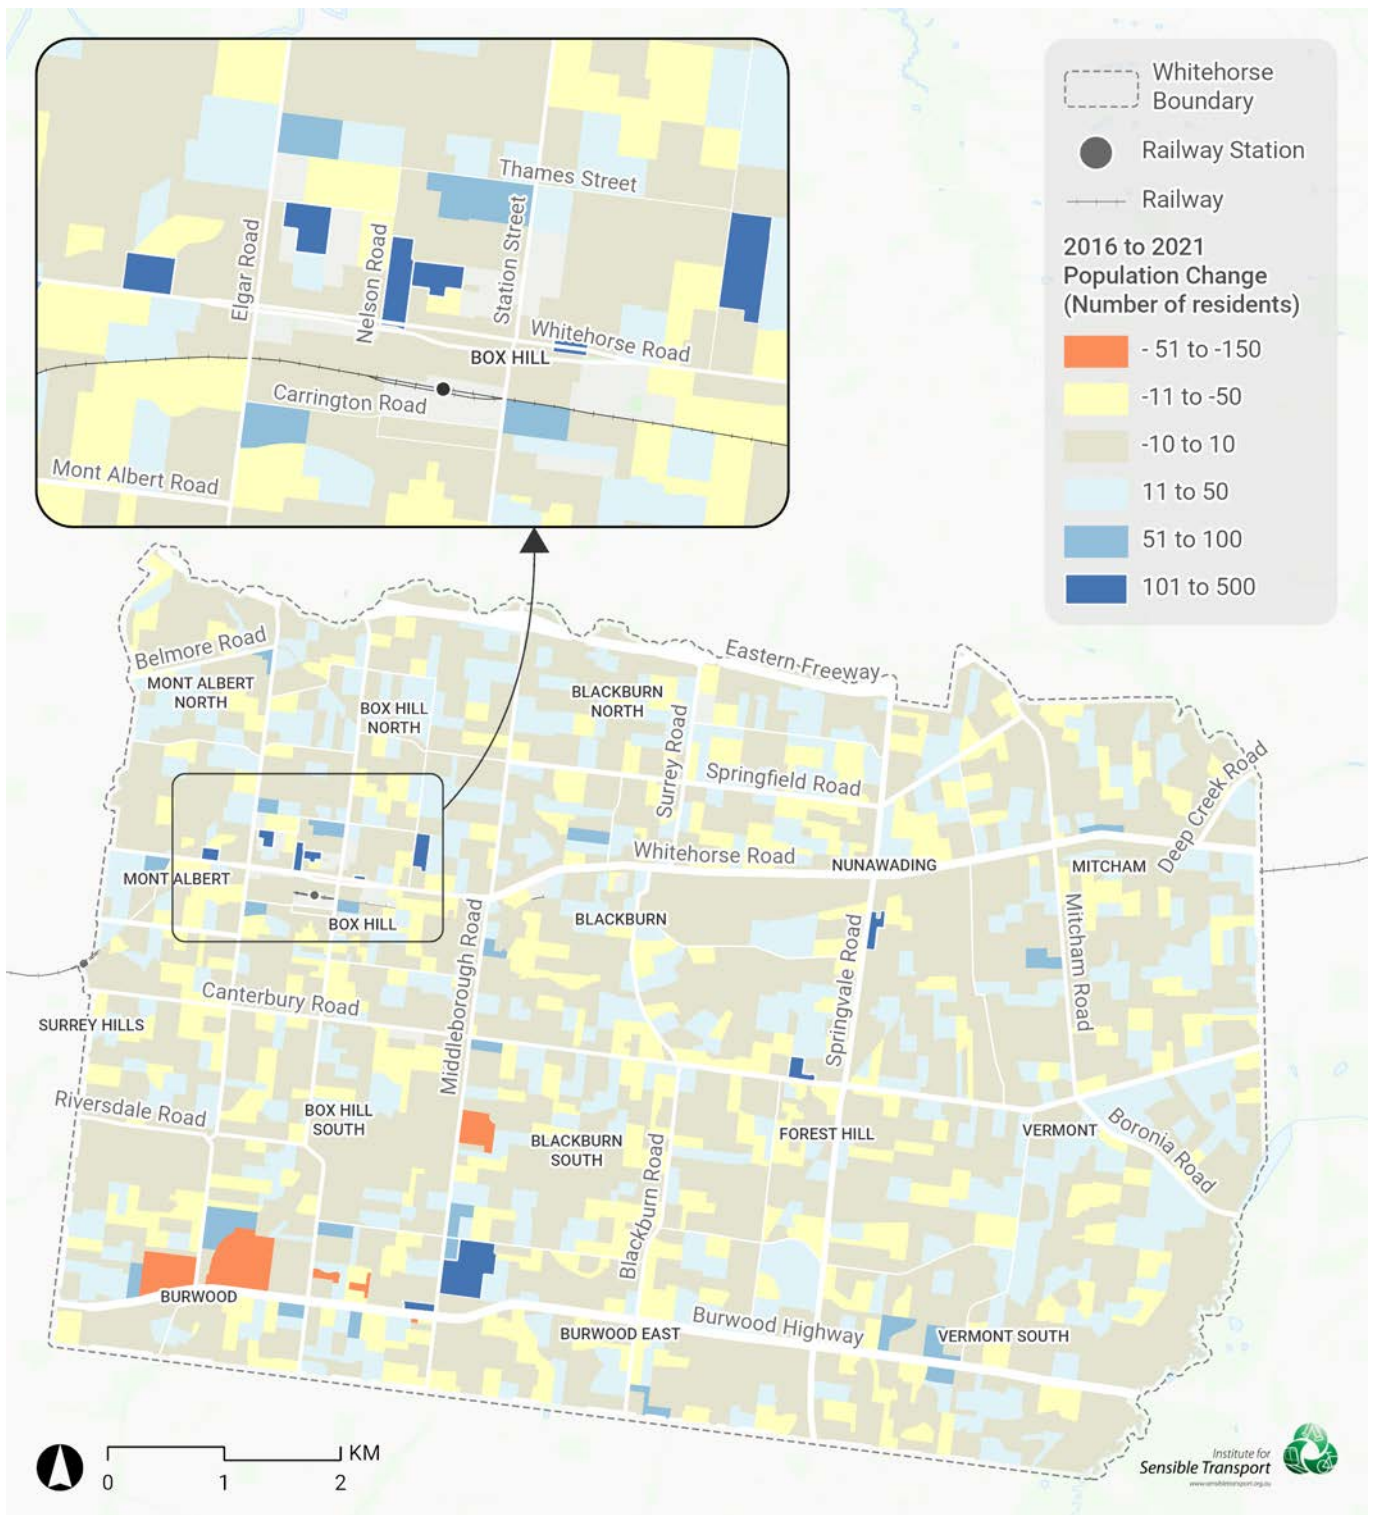 Thames Street
Elgar Road
Nelson Road
Station Street
Whitehorse Road
BOX HILL
Carrington Road
Mont Albert Road
Whitehorse
Boundary
Railway Station
Railway
2016 to 2021
Population Change
(Number of residents)
- 51 to -150
-11 to -50
-10 to 10
11 to 50
51 to 100
101 to 500
Belmore Road
Eastern Freeway
MONT ALBERT
NORTH
BOX HILL
NORTH
BLACKBURN
NORTH
Surrey Road
Springfield Road
Deep Creek Road
Whitehorse Road
NUNAWADING
MITCHAM
MONT ALBERT
BOX HILL
BLACKBURN
Middleborough Road
Springvale Road
Mitcham Road
Canterbury Road
SURREY HILLS
Riversdale Road
BOX HILL
SOUTH
BLACKBURN
SOUTH
Blackburn Road
FOREST HILL
VERMONT
Boronia Road
BURWOOD
BURWOOD EAST
Burwood Highway
VERMONT SOUTH
KM
0
1
2
Institute for
Sensible Transport
www.sensibletransport.org.au